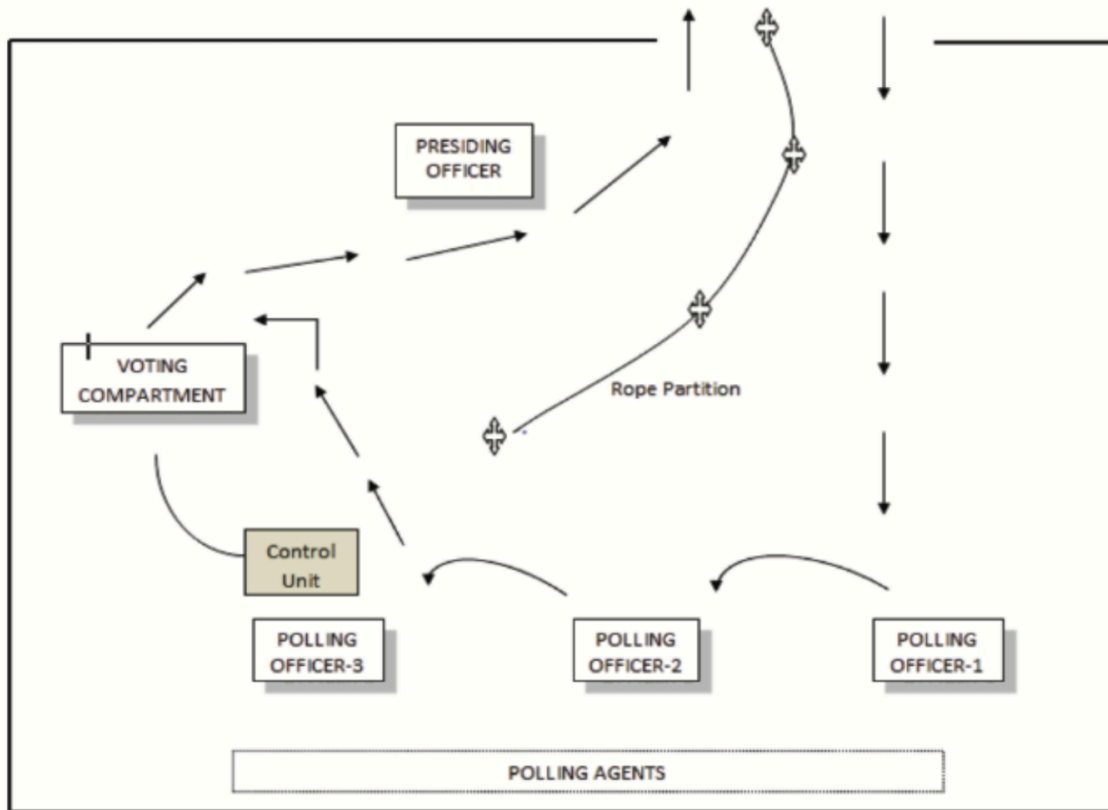 PRESIDING
OFFICER
VOTING
COMPARTMENT
Rope Partition
Control
Unit
POLLING
OFFICER-3
POLLING
OFFICER-2
POLLING
OFFICER-1
POLLING AGENTS